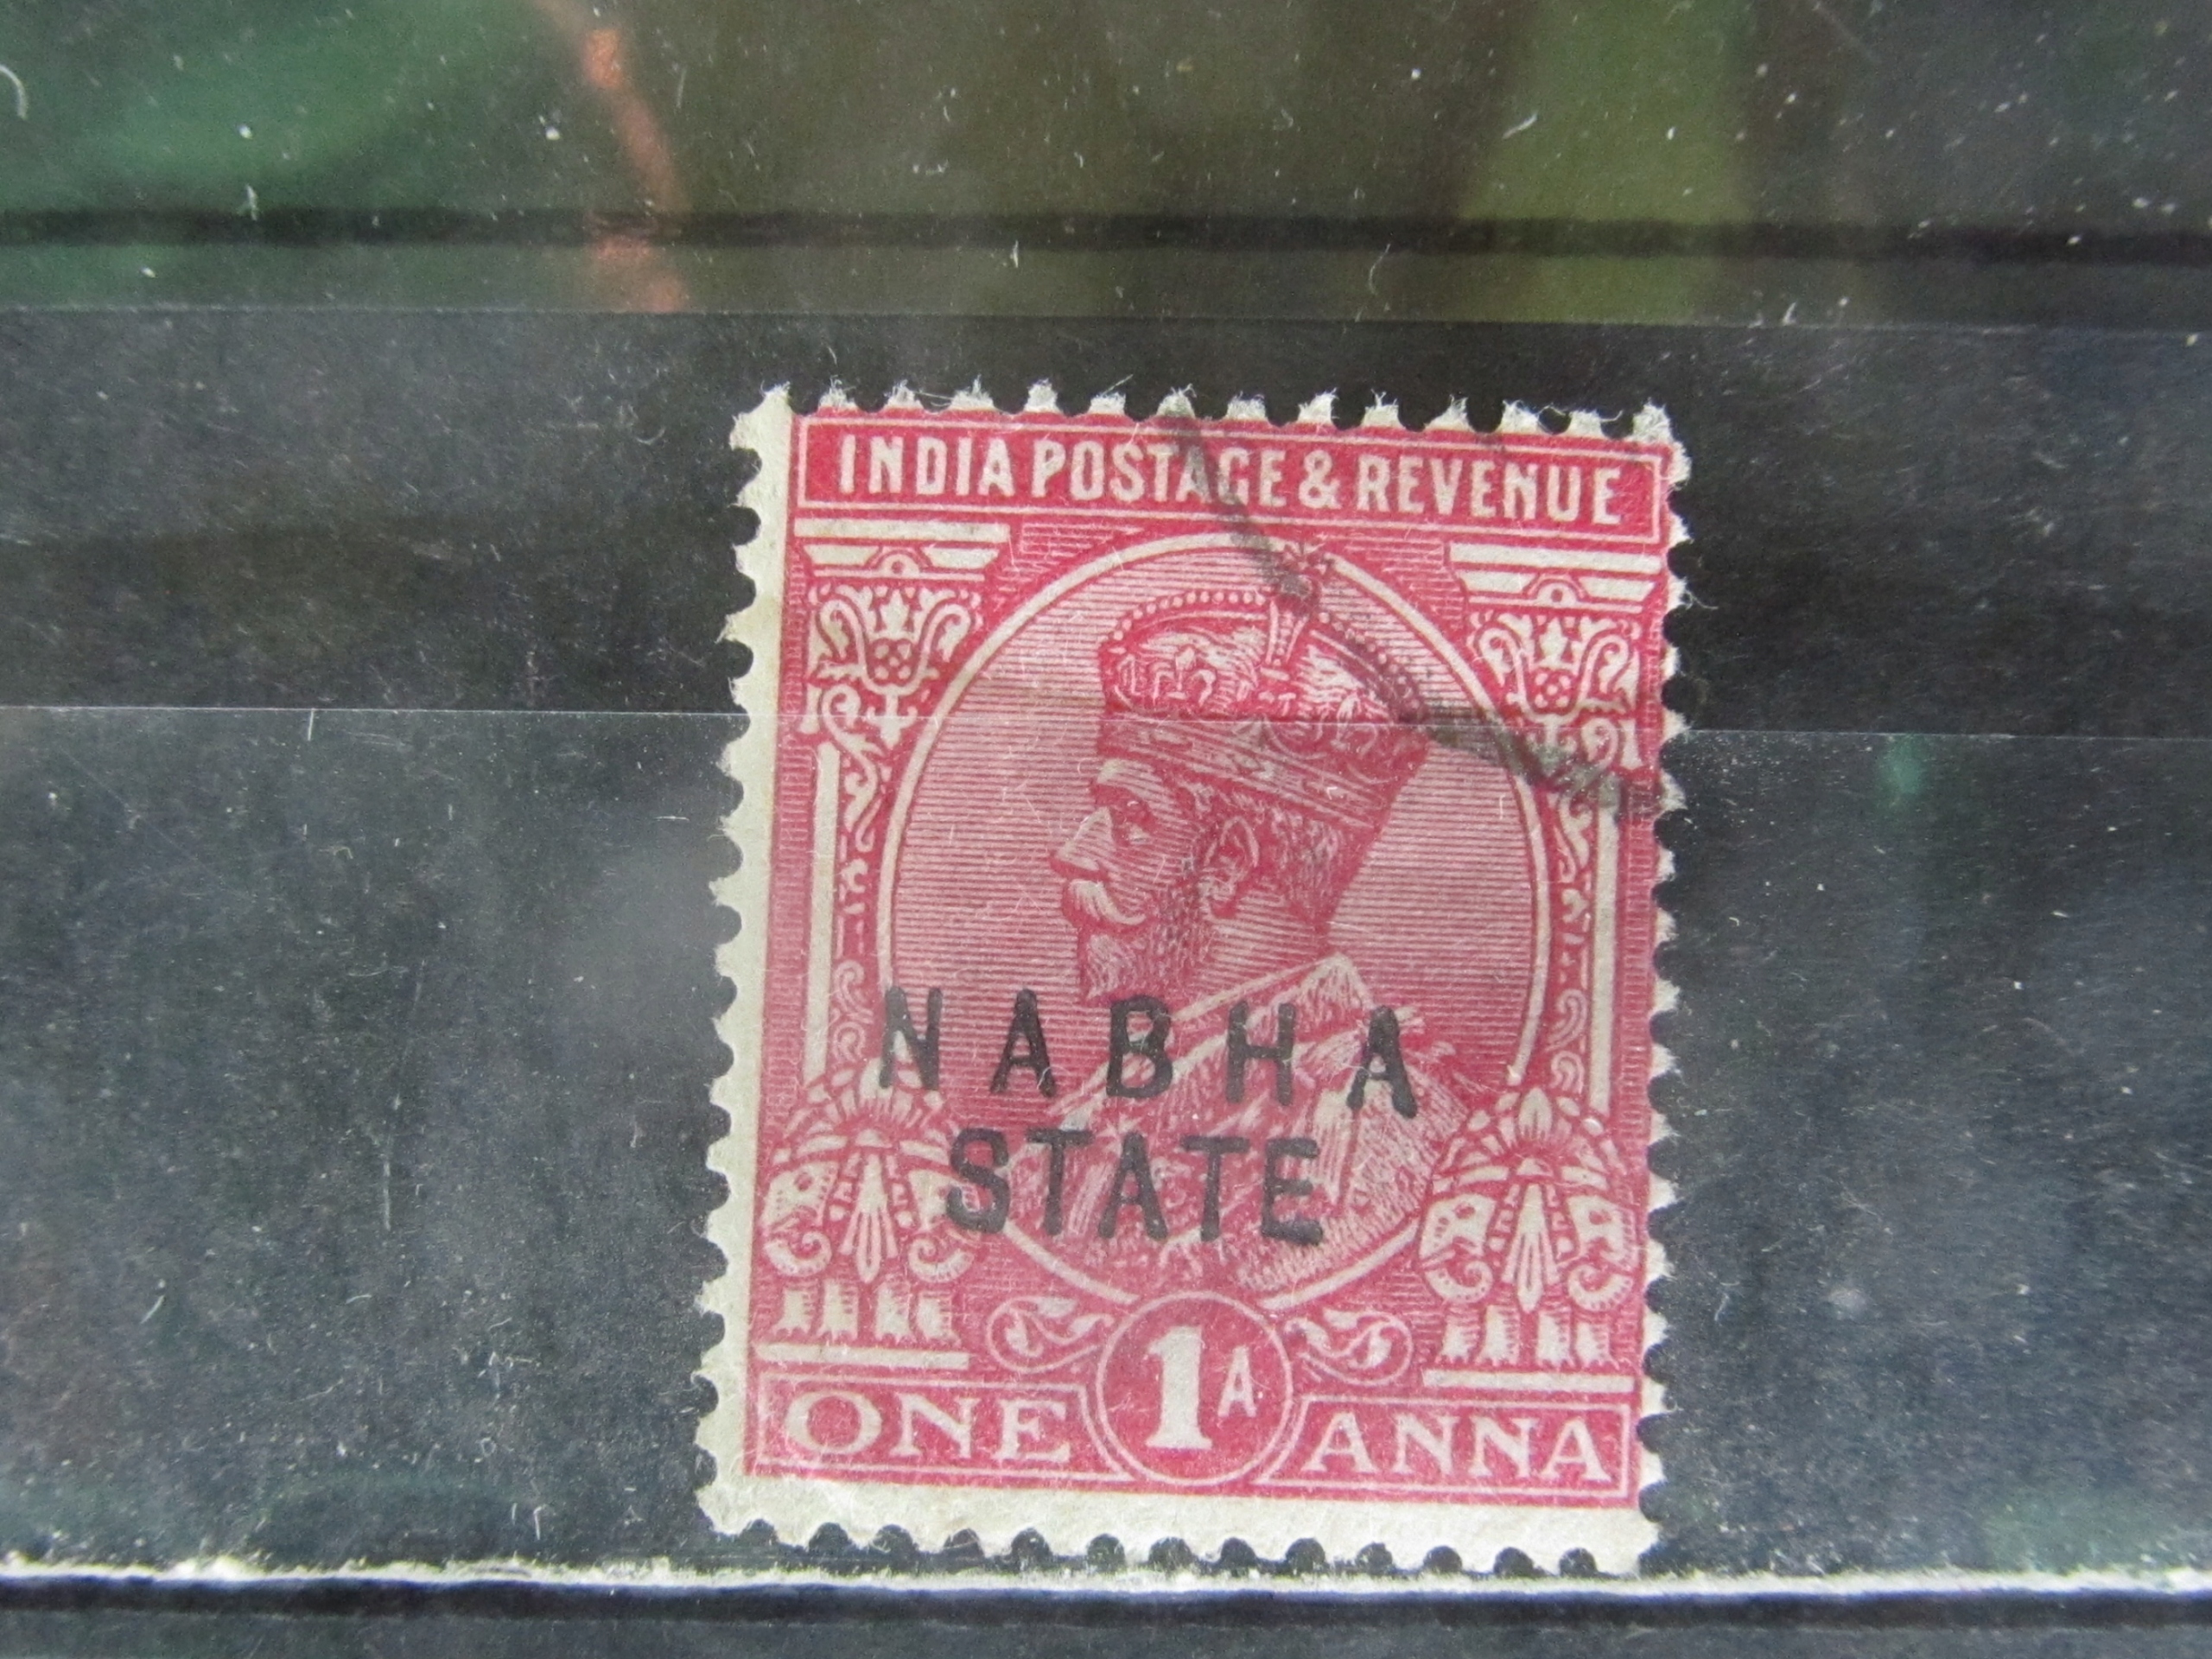 INDIA POSTAGE & REVENUE
NABHA
STATE
ONE 1A ANNA